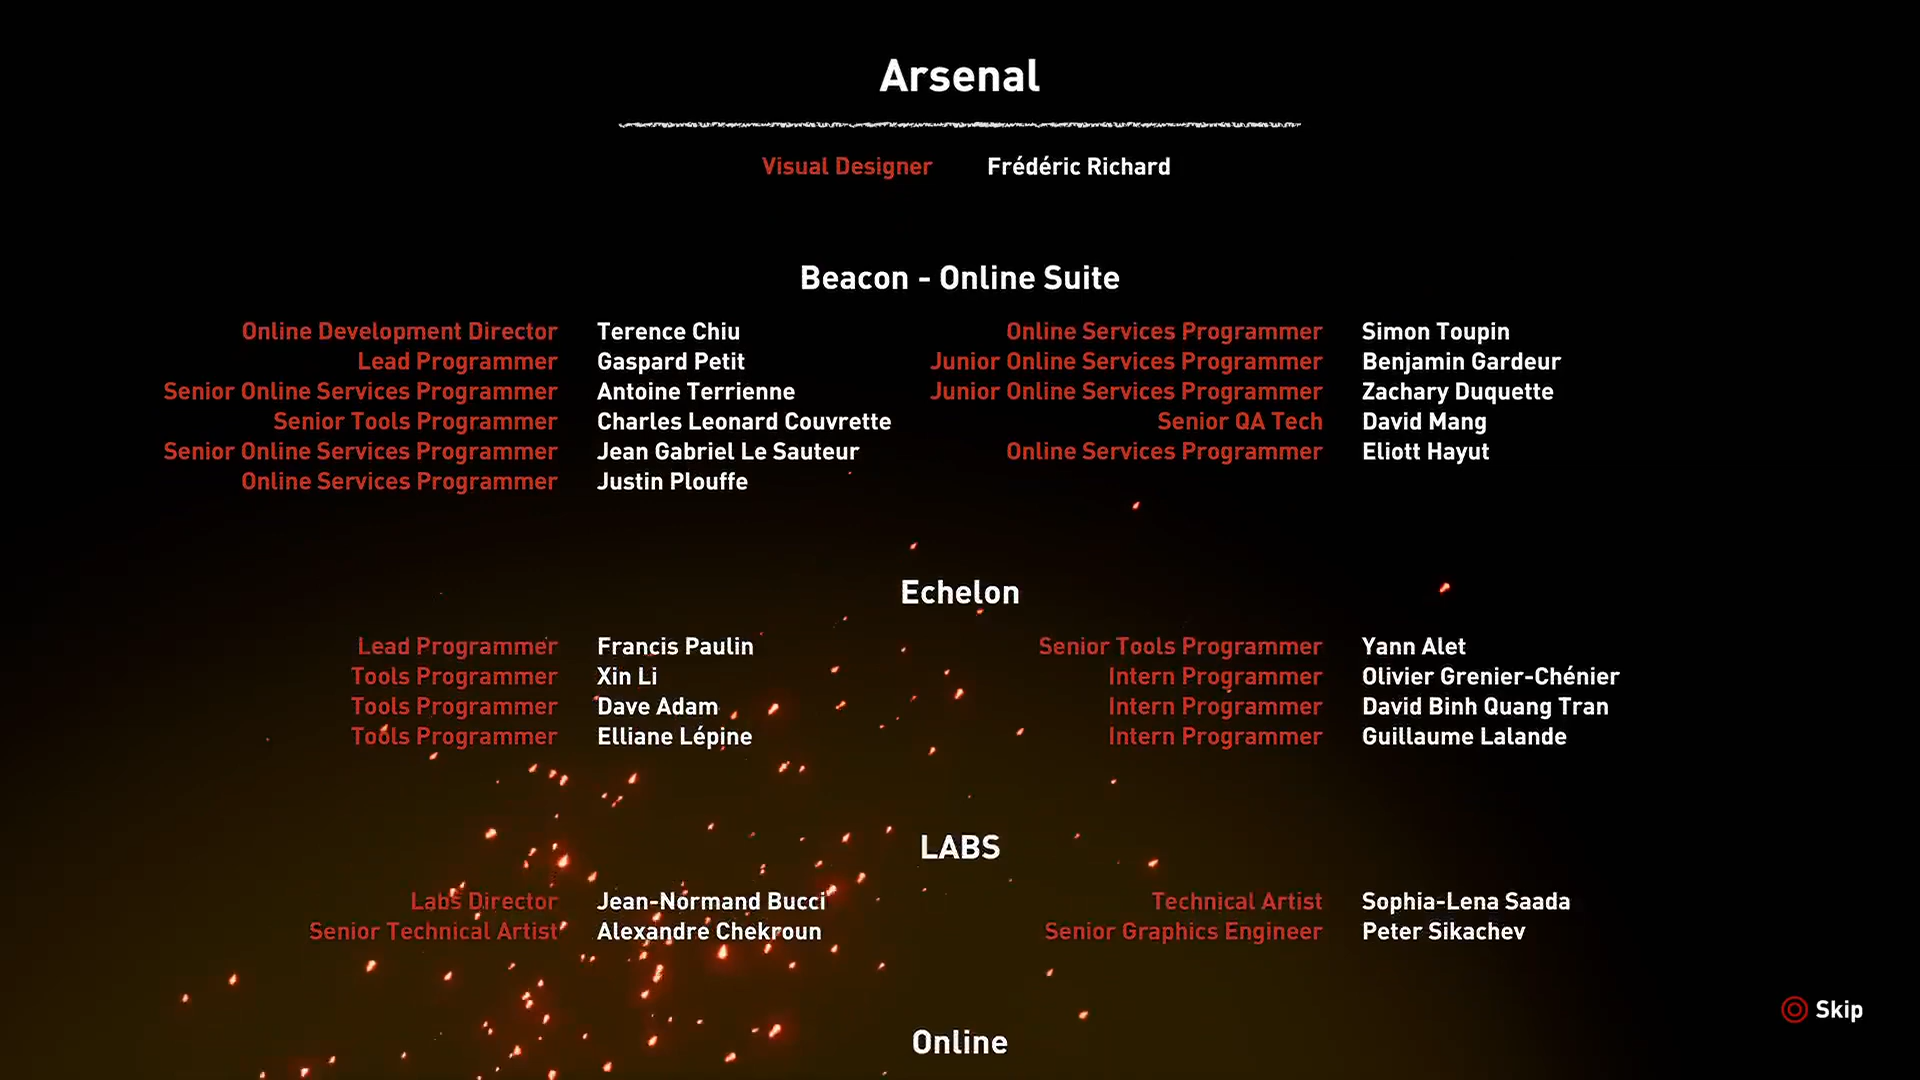 Arsenal
Visual Designer Frédéric Richard
Beacon - Online Suite
Online Development Director Terence Chiu
Lead Programmer Gaspard Petit
Senior Online Services Programmer Antoine Terrienne
Senior Tools Programmer Charles Leonard Couvrette
Senior Online Services Programmer Jean Gabriel Le Sauteur
Online Services Programmer Justin Plouffe
Online Services Programmer Simon Toupin
Junior Online Services Programmer Benjamin Gardeur
Junior Online Services Programmer Zachary Duquette
Senior QA Tech David Mang
Online Services Programmer Eliott Hayut
Echelon
Lead Programmer Francis Paulin
Tools Programmer Xin Li
Tools Programmer Dave Adam
Tools Programmer Elliane Lépine
Senior Tools Programmer Yann Alet
Intern Programmer Olivier Grenier-Chénier
Intern Programmer David Binh Quang Tran
Intern Programmer Guillaume Lalande
LABS
Labs Director Jean-Normand Bucci
Senior Technical Artist Alexandre Chekroun
Technical Artist Sophia-Lena Saada
Senior Graphics Engineer Peter Sikachev
Online
Skip